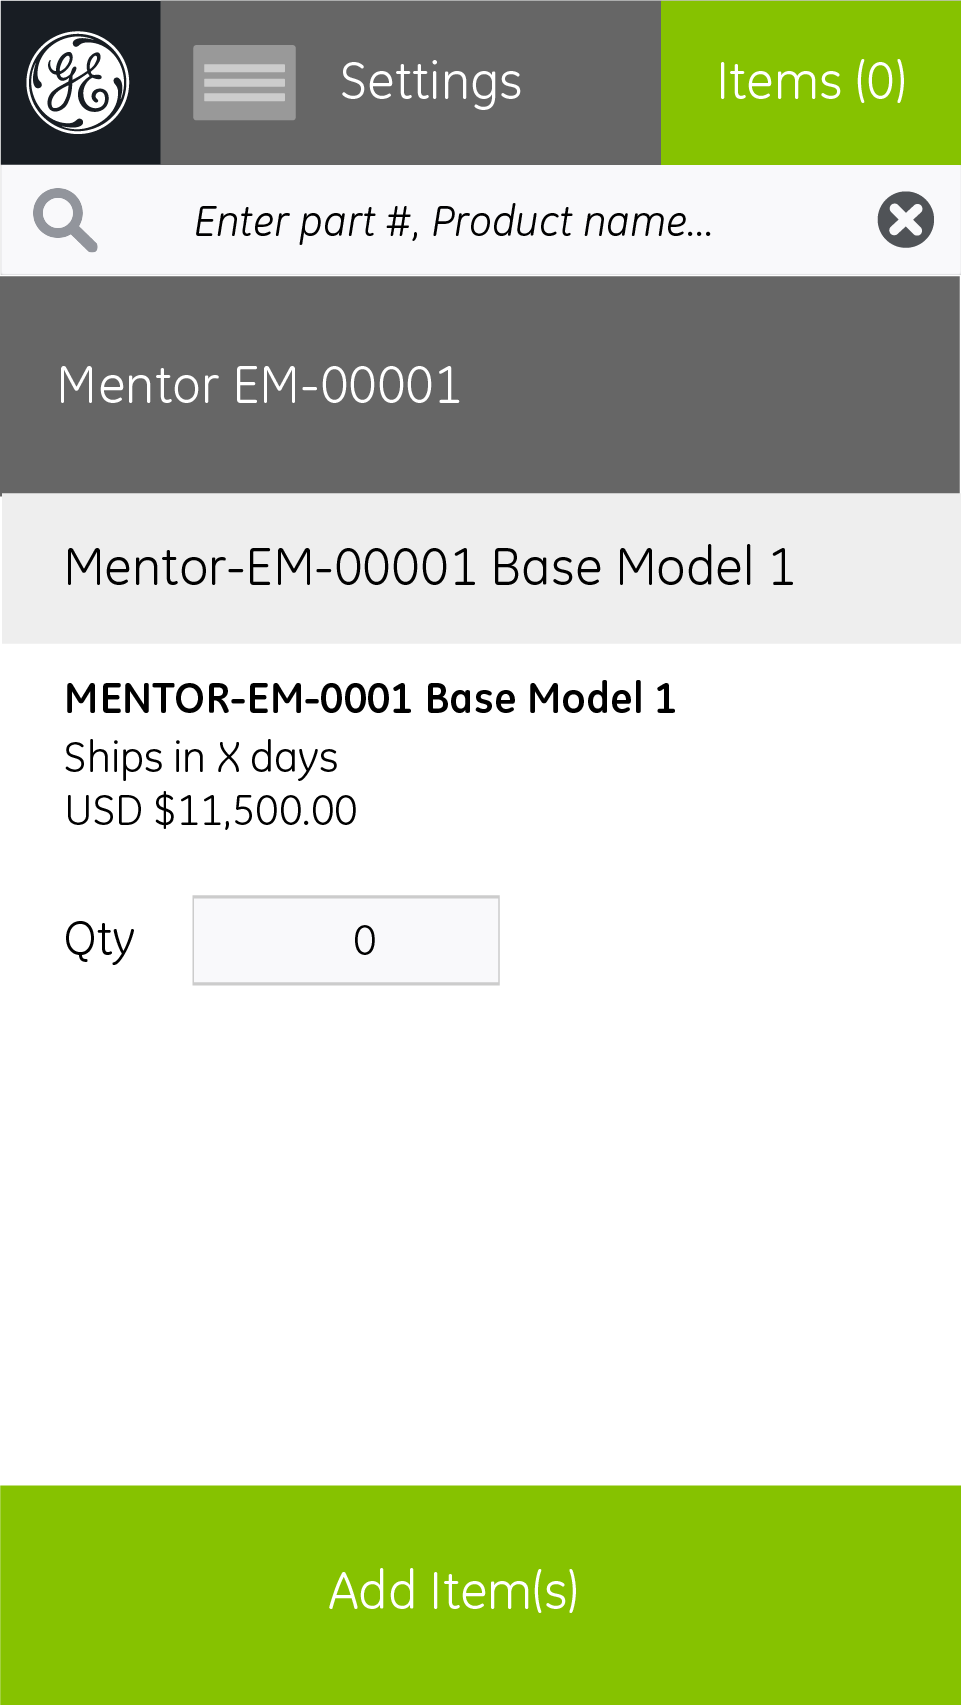 GE
Settings
Items (0)
Enter part #, Product name...
Mentor EM-00001
Mentor-EM-00001 Base Model 1
MENTOR-EM-0001 Base Model 1
Ships in X days
USD $11,500.00
Qty
0
Add Item(s)